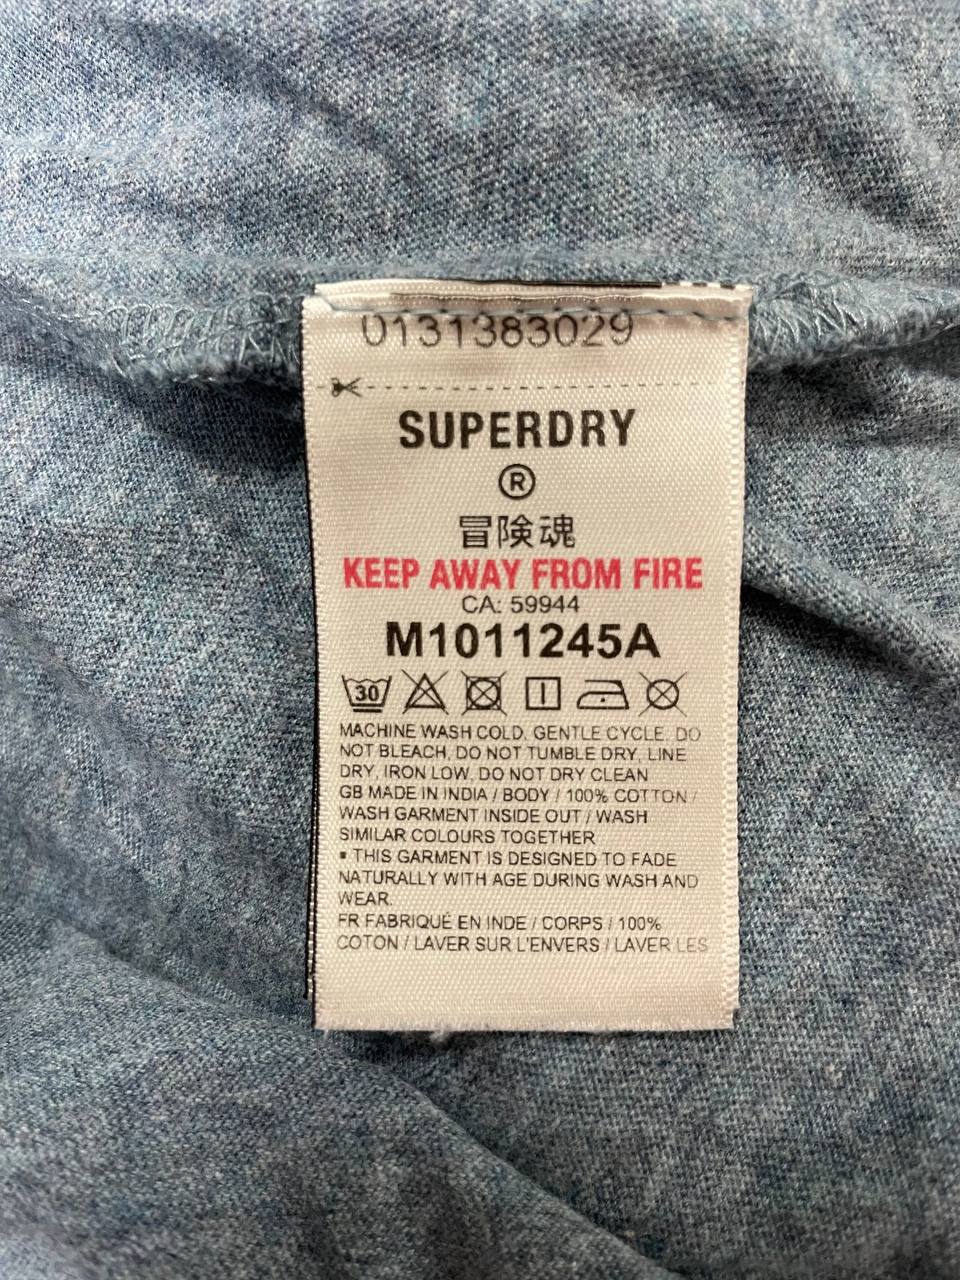 0131383029
SUPERDRY
®
冒険魂
KEEP AWAY FROM FIRE
CA: 59944
M1011245A
30
MACHINE WASH COLD. GENTLE CYCLE. DO
NOT BLEACH, DO NOT TUMBLE DRY, LINE
DRY, IRON LOW, DO NOT DRY CLEAN
GB MADE IN INDIA / BODY / 100% COTTON /
WASH GARMENT INSIDE OUT / WASH
SIMILAR COLOURS TOGETHER
▪ THIS GARMENT IS DESIGNED TO FADE
NATURALLY WITH AGE DURING WASH AND
WEAR.
FR FABRIQUÉ EN INDE / CORPS / 100%
COTON / LAVER SUR L'ENVERS / LAVER LES